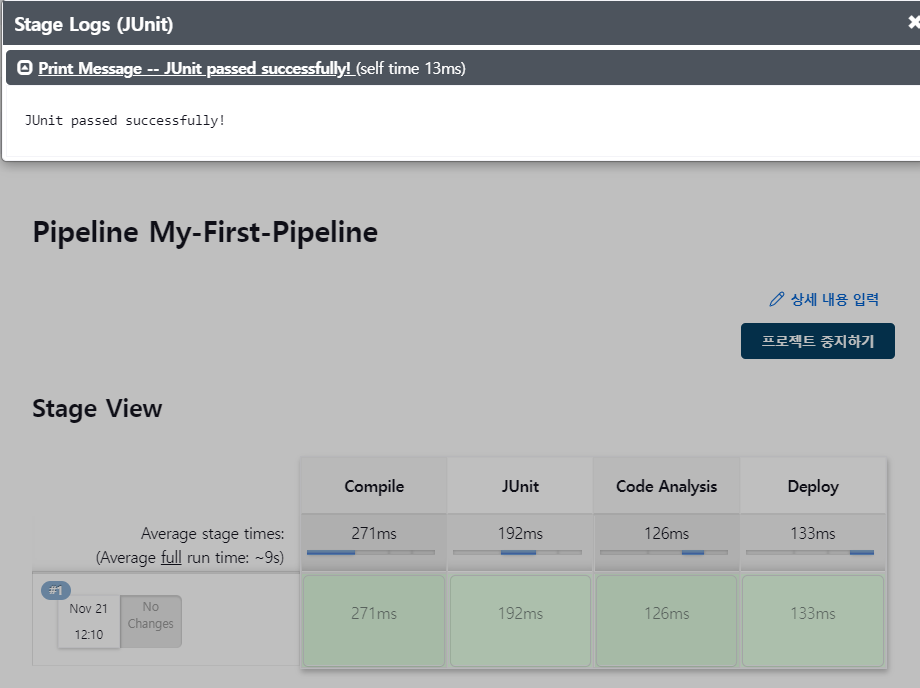 Stage Logs (JUnit)
Print Message -- JUnit passed successfully! (self time 13ms)
JUnit passed successfully!
Pipeline My-First-Pipeline
상세 내용 입력
프로젝트 중지하기
Stage View
Compile JUnit Code Analysis Deploy
Average stage times: 271ms 192ms 126ms 133ms
(Average full run time: ~9s)
#1
Nov 21 No
Changes
12:10
271ms 192ms 126ms 133ms